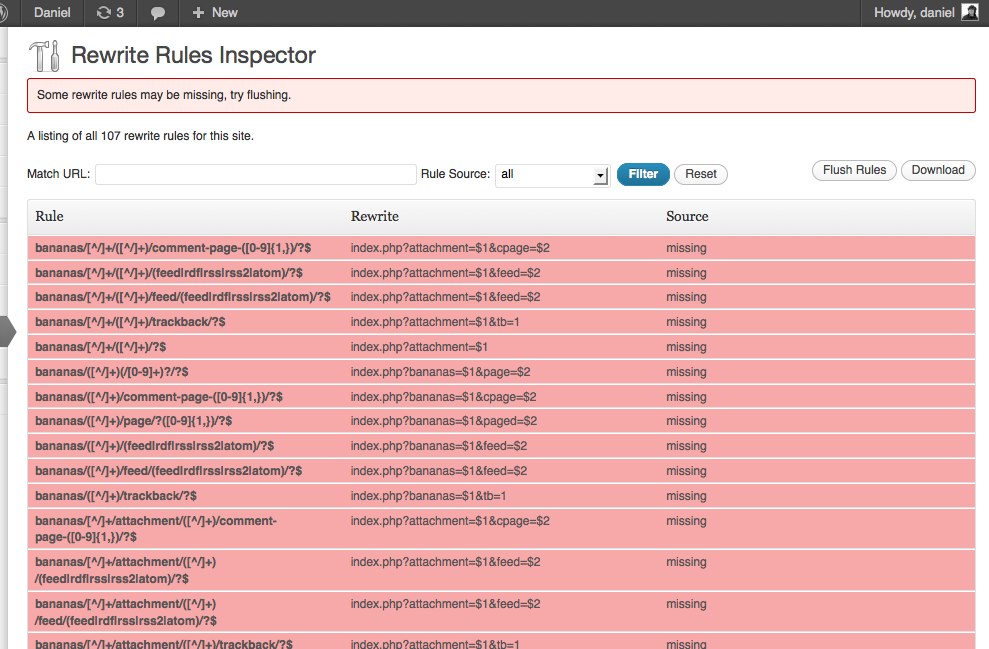 Daniel 3 + New Howdy, daniel
Rewrite Rules Inspector
Some rewrite rules may be missing, try flushing.
A listing of all 107 rewrite rules for this site.
Match URL: Rule Source: all Filter Reset Flush Rules Download
Rule Rewrite Source
bananas/[^/]+/([^/]+)/comment-page-([0-9]{1,})/?$ index.php?attachment=$1&cpage=$2 missing
bananas/[^/]+/([^/]+)/(feed|rdf|rss|rss2|atom)/?$ index.php?attachment=$1&feed=$2 missing
bananas/[^/]+/([^/]+)/feed/(feed|rdf|rss|rss2|atom)/?$ index.php?attachment=$1&feed=$2 missing
bananas/[^/]+/([^/]+)/trackback/?$ index.php?attachment=$1&tb=1 missing
bananas/[^/]+/([^/]+)/?$ index.php?attachment=$1 missing
bananas/([^/]+)(/[0-9]+)?/?$ index.php?bananas=$1&page=$2 missing
bananas/([^/]+)/comment-page-([0-9]{1,})/?$ index.php?bananas=$1&cpage=$2 missing
bananas/([^/]+)/page/?([0-9]{1,})/?$ index.php?bananas=$1&paged=$2 missing
bananas/([^/]+)/(feed|rdf|rss|rss2|atom)/?$ index.php?bananas=$1&feed=$2 missing
bananas/([^/]+)/feed/(feed|rdf|rss|rss2|atom)/?$ index.php?bananas=$1&feed=$2 missing
bananas/([^/]+)/trackback/?$ index.php?bananas=$1&tb=1 missing
bananas/[^/]+/attachment/([^/]+)/comment- index.php?attachment=$1&cpage=$2 missing
page-([0-9]{1,})/?$
bananas/[^/]+/attachment/([^/]+) index.php?attachment=$1&feed=$2 missing
/(feed|rdf|rss|rss2|atom)/?$
bananas/[^/]+/attachment/([^/]+) index.php?attachment=$1&feed=$2 missing
/feed/(feed|rdf|rss|rss2|atom)/?$
bananas/[^/]+/attachment/([^/]+)/trackback/?$ index.php?attachment=$1&tb=1 missing